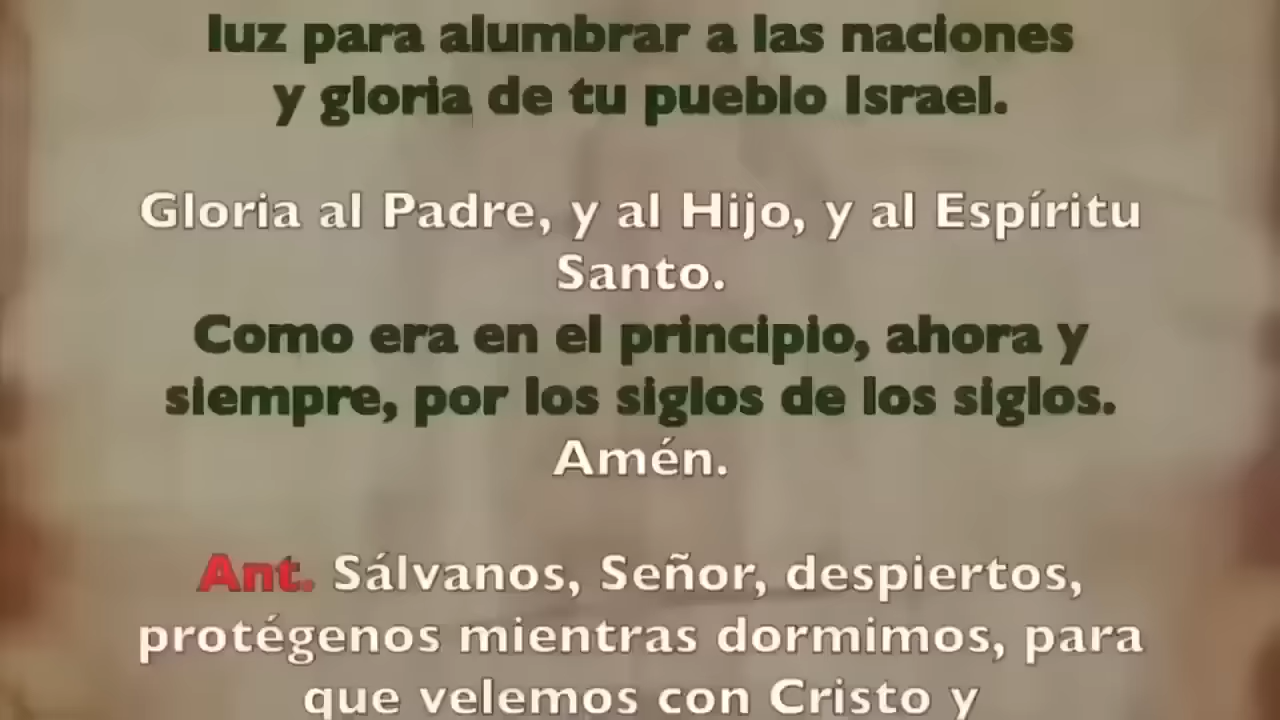 luz para alumbrar a las naciones
y gloria de tu pueblo Israel.
Gloria al Padre, y al Hijo, y al Espíritu
Santo.
Como era en el principio, ahora y
siempre, por los siglos de los siglos.
Amén.
Ant. Sálvanos, Señor, despiertos,
protégenos mientras dormimos, para
que velemos con Cristo y